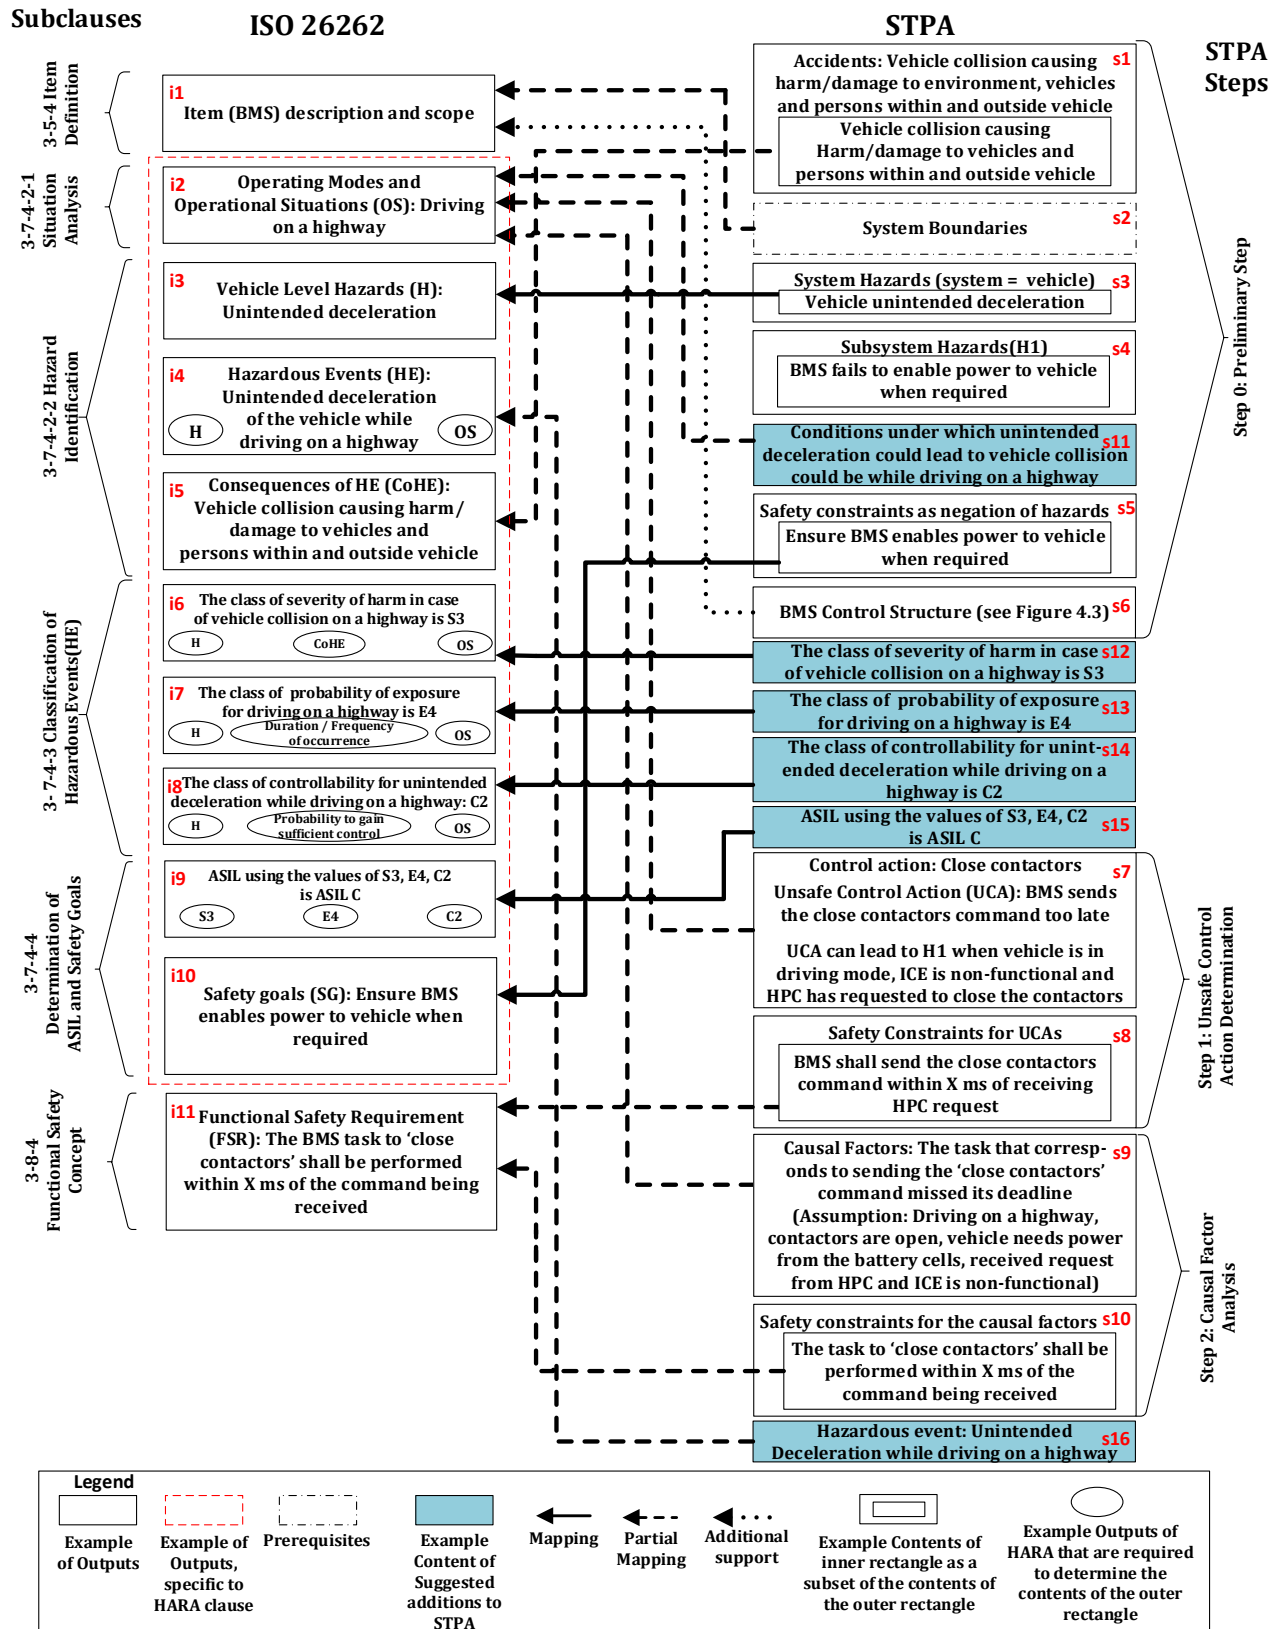 Subclauses
ISO 26262
STPA
STPA
Steps
3-5-4 Item
Definition
i1
Item (BMS) description and scope
3-7-4-2-1
Situation
Analysis
i2
Operating Modes and
Operational Situations (OS): Driving
on a highway
3-7-4-2-2 Hazard
Identification
i3
Vehicle Level Hazards (H):
Unintended deceleration
i4
Hazardous Events (HE):
Unintended deceleration
of the vehicle while
driving on a highway
H
OS
i5
Consequences of HE (CoHE):
Vehicle collision causing harm/
damage to vehicles and
persons within and outside vehicle
3- 7-4-3 Classification of
Hazardous Events(HE)
i6
The class of severity of harm in case
of vehicle collision on a highway is S3
H
CoHE
OS
i7
The class of probability of exposure
for driving on a highway is E4
H
Duration / Frequency
of occurrence
OS
i8
The class of controllability for unintended
deceleration while driving on a highway: C2
H
Probability to gain
sufficient control
OS
3-7-4-4
Determination of
ASIL and Safety Goals
i9
ASIL using the values of S3, E4, C2
is ASIL C
S3
E4
C2
i10
Safety goals (SG): Ensure BMS
enables power to vehicle when
required
3-8-4
Functional Safety
Concept
i11
Functional Safety Requirement
(FSR): The BMS task to ‘close
contactors’ shall be performed
within X ms of the command being
received
s1
Accidents: Vehicle collision causing
harm/damage to environment, vehicles
and persons within and outside vehicle
Vehicle collision causing
Harm/damage to vehicles and
persons within and outside vehicle
s2
System Boundaries
s3
System Hazards (system = vehicle)
Vehicle unintended deceleration
s4
Subsystem Hazards(H1)
BMS fails to enable power to vehicle
when required
s11
Conditions under which unintended
deceleration could lead to vehicle collision
could be while driving on a highway
s5
Safety constraints as negation of hazards
Ensure BMS enables power to vehicle
when required
BMS Control Structure (see Figure 4.3)
s6
Step 0: Preliminary Step
The class of severity of harm in case
of vehicle collision on a highway is S3
s12
The class of probability of exposure
for driving on a highway is E4
s13
The class of controllability for unint-
ended deceleration while driving on a
highway is C2
s14
ASIL using the values of S3, E4, C2
is ASIL C
s15
Control action: Close contactors
s7
Unsafe Control Action (UCA): BMS sends
the close contactors command too late
UCA can lead to H1 when vehicle is in
driving mode, ICE is non-functional and
HPC has requested to close the contactors
Safety Constraints for UCAs
s8
BMS shall send the close contactors
command within X ms of receiving
HPC request
Step 1: Unsafe Control
Action Determination
Causal Factors: The task that corresp-
onds to sending the ‘close contactors’
command missed its deadline
(Assumption: Driving on a highway,
contactors are open, vehicle needs power
from the battery cells, received request
from HPC and ICE is non-functional)
s9
Safety constraints for the causal factors
s10
The task to ‘close contactors’ shall be
performed within X ms of the
command being received
Step 2: Causal Factor
Analysis
Hazardous event: Unintended
Deceleration while driving on a highway
s16
Legend
Example
of Outputs
Example of
Outputs,
specific to
HARA clause
Prerequisites
Example
Content of
Suggested
additions to
STPA
Mapping
Partial
Mapping
Additional
support
Example Contents of
inner rectangle as a
subset of the contents of
the outer rectangle
Example Outputs of
HARA that are required
to determine the
contents of the outer
rectangle